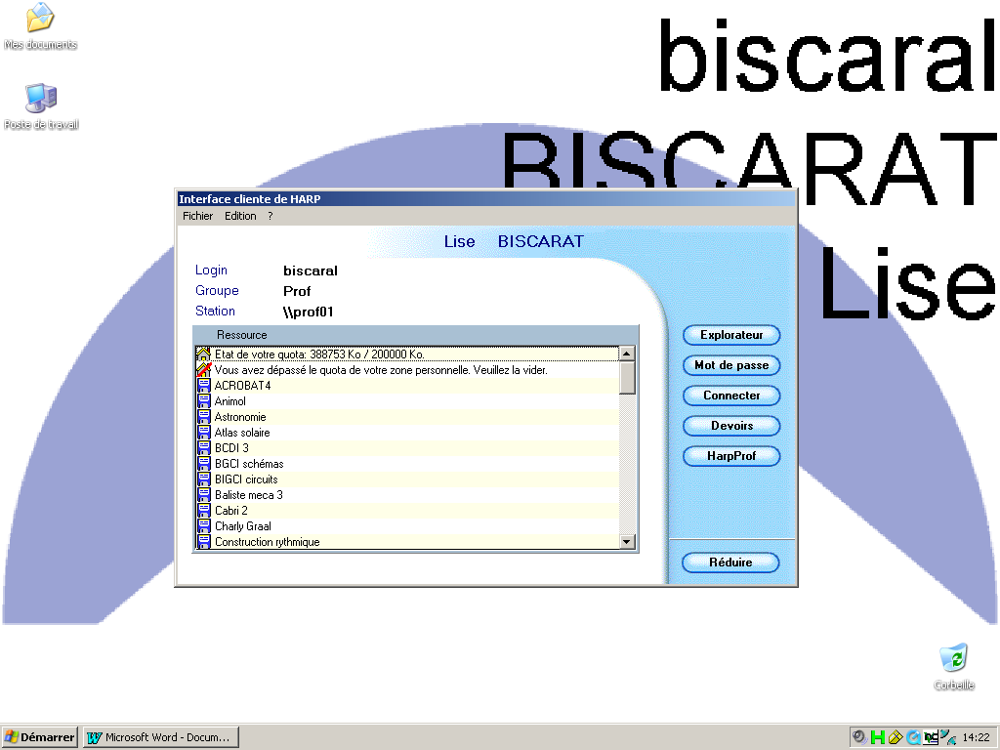 Mes documents
Poste de travail
biscaral
BISCARAT
Lise
Interface cliente de HARP
Fichier Edition ?
Lise BISCARAT
Login biscaral
Groupe Prof
Station \\prof01
Ressource
Etat de votre quota: 388753 Ko / 200000 Ko.
Vous avez dépassé le quota de votre zone personnelle. Veuillez la vider.
ACROBAT4
Animol
Astronomie
Atlas solaire
BCDI 3
BGCI schémas
BIGCI circuits
Baliste meca 3
Cabri 2
Charly Graal
Construction rythmique
Explorateur
Mot de passe
Connecter
Devoirs
HarpProf
Réduire
Corbeille
Démarrer
Microsoft Word - Docum...
14:22